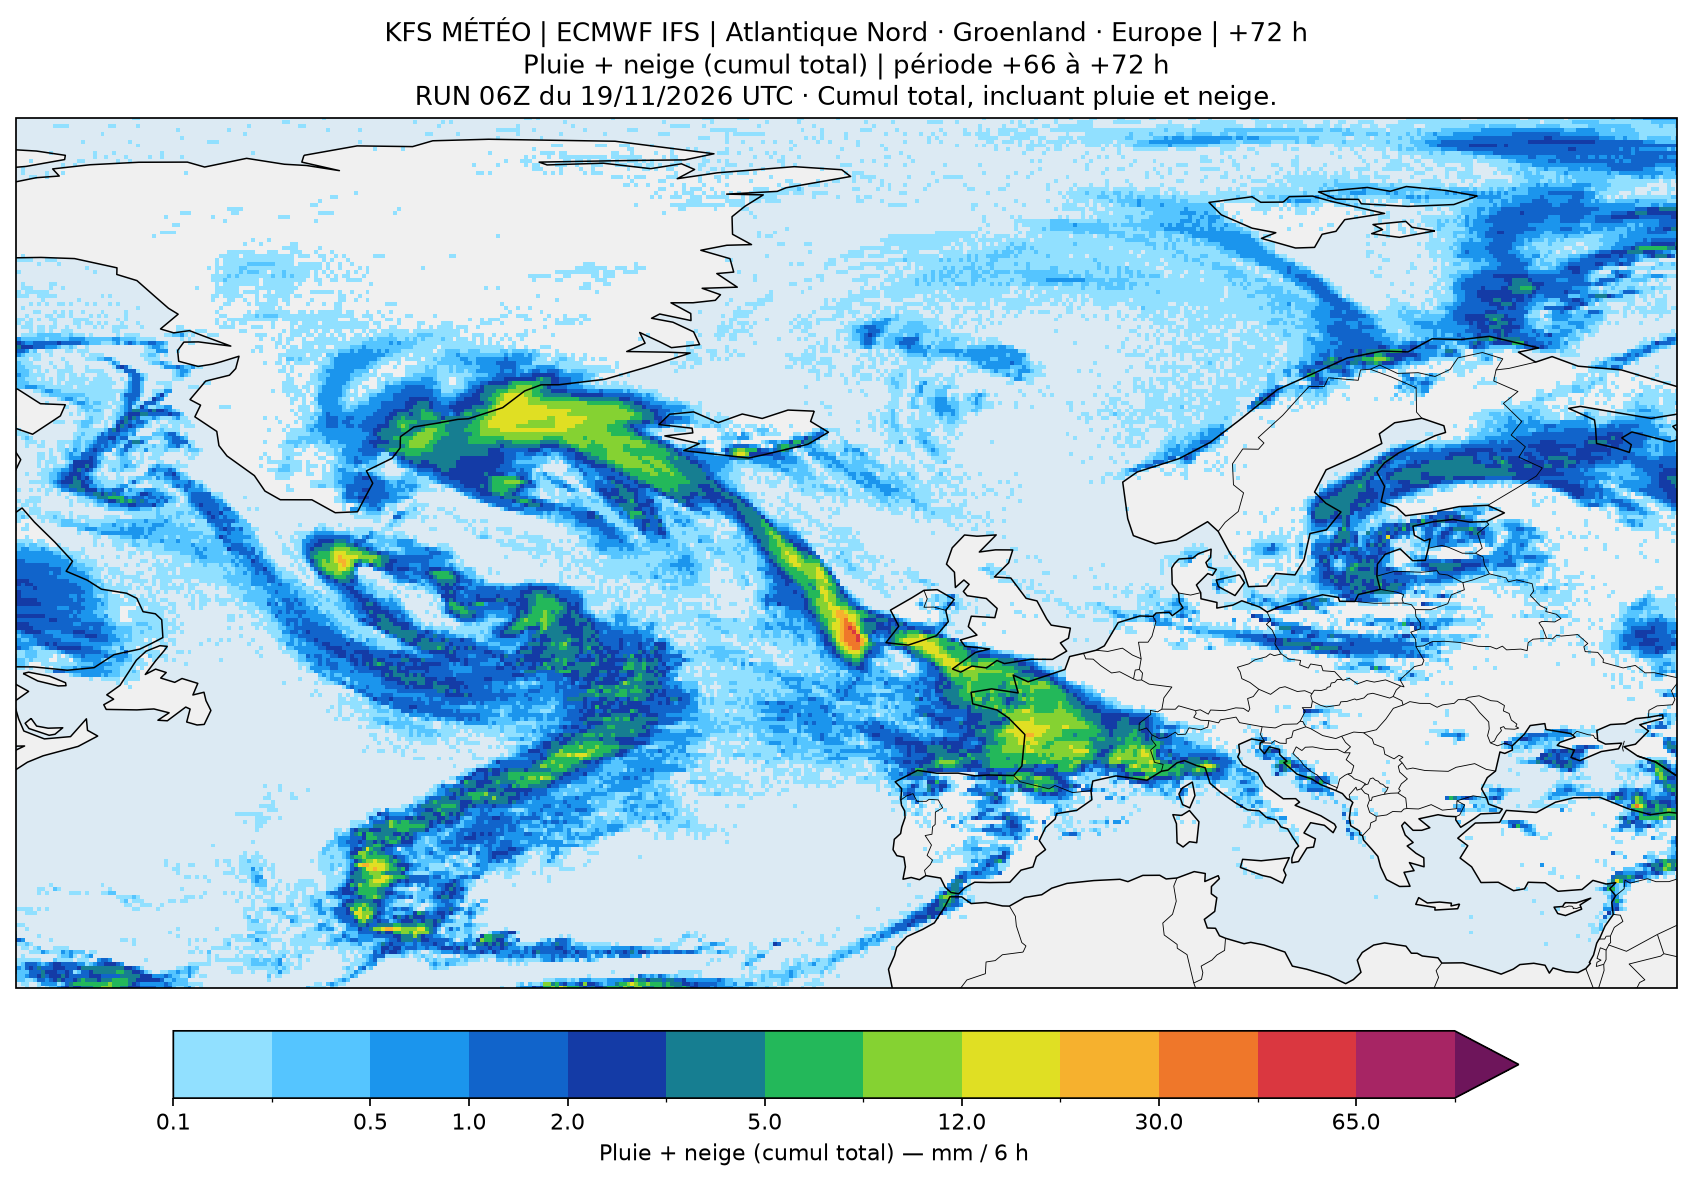 KFS MÉTÉO | ECMWF IFS | Atlantique Nord · Groenland · Europe | +72 h
Pluie + neige (cumul total) | période +66 à +72 h
RUN 06Z du 19/11/2026 UTC · Cumul total, incluant pluie et neige.
0.1 0.5 1.0 2.0 5.0 12.0 30.0 65.0
Pluie + neige (cumul total) — mm / 6 h